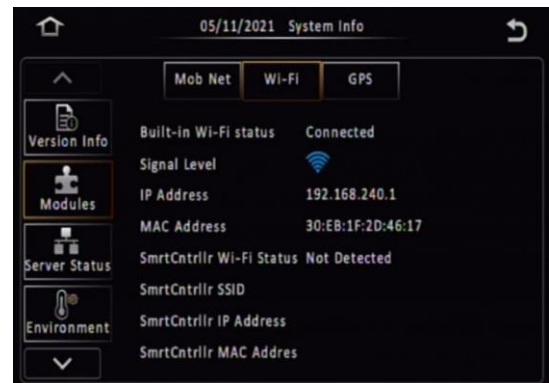 05/11/2021 System Info
Mob Net Wi-Fi GPS
Version Info
Modules
Server Status
Environment
Built-in Wi-Fi status Connected
Signal Level
IP Address 192.168.240.1
MAC Address 30:EB:1F:2D:46:17
SmrtCntrllr Wi-Fi Status Not Detected
SmrtCntrllr SSID
SmrtCntrllr IP Address
SmrtCntrllr MAC Addres